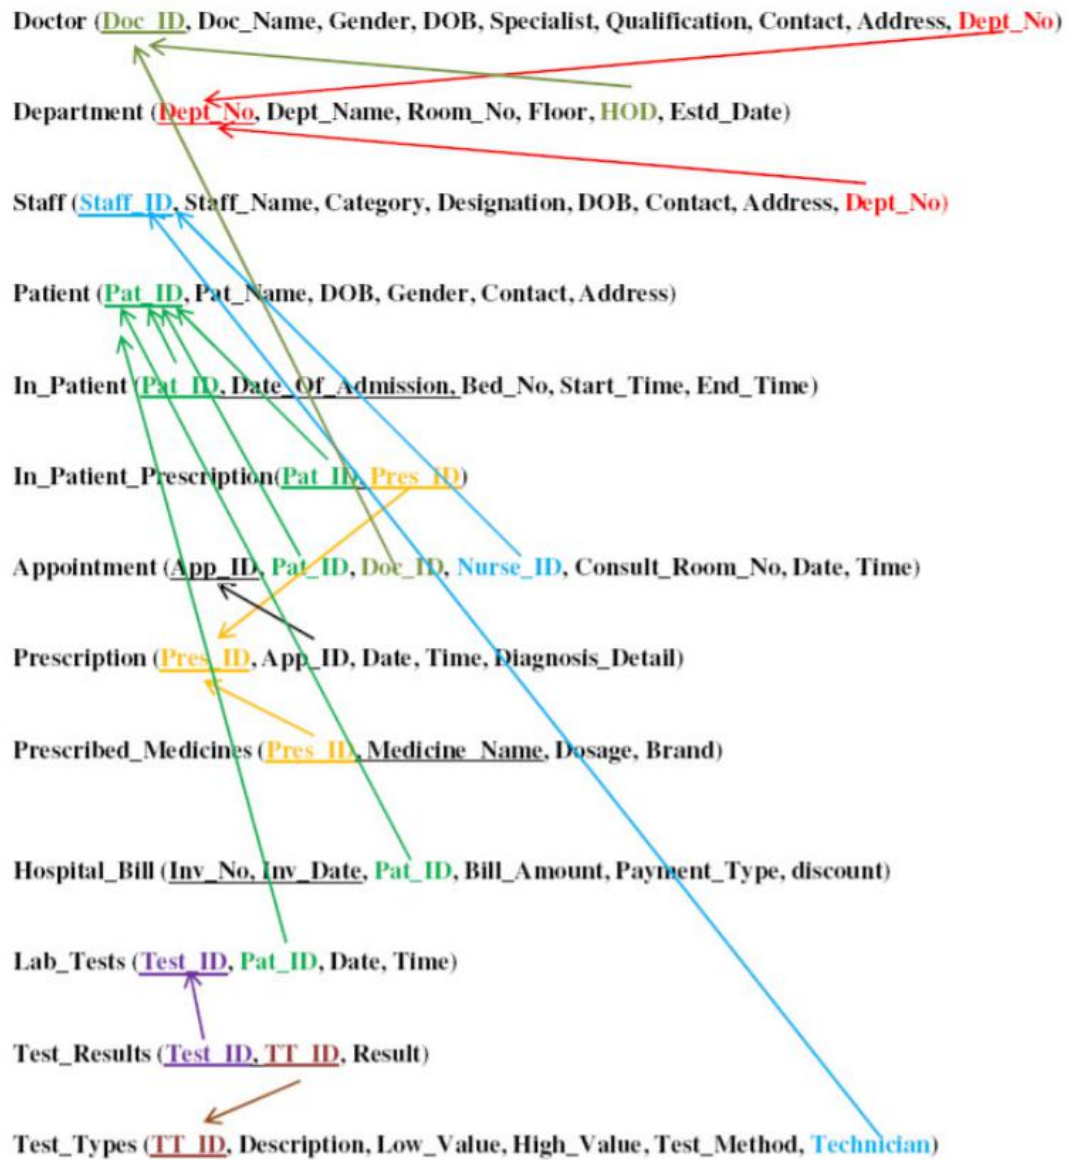 Doctor (Doc_ID, Doc_Name, Gender, DOB, Specialist, Qualification, Contact, Address, Dept_No)
Department (Dept_No, Dept_Name, Room_No, Floor, HOD, Estd_Date)
Staff (Staff_ID, Staff_Name, Category, Designation, DOB, Contact, Address, Dept_No)
Patient (Pat_ID, Pat_Name, DOB, Gender, Contact, Address)
In_Patient (Pat_ID, Date_Of_Admission, Bed_No, Start_Time, End_Time)
In_Patient_Prescription(Pat_ID, Pres_ID)
Appointment (App_ID, Pat_ID, Doc_ID, Nurse_ID, Consult_Room_No, Date, Time)
Prescription (Pres_ID, App_ID, Date, Time, Diagnosis_Detail)
Prescribed_Medicines (Pres_ID, Medicine_Name, Dosage, Brand)
Hospital_Bill (Inv_No, Inv_Date, Pat_ID, Bill_Amount, Payment_Type, discount)
Lab_Tests (Test_ID, Pat_ID, Date, Time)
Test_Results (Test_ID, TT_ID, Result)
Test_Types (TT_ID, Description, Low_Value, High_Value, Test_Method, Technician)